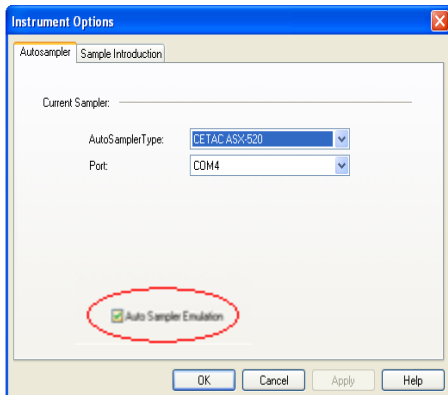 Instrument Options
Autosampler Sample Introduction
Current Sampler:
AutoSamplerType: CETAC ASX-520
Port: COM4
Auto Sampler Emulation
OK Cancel Apply Help